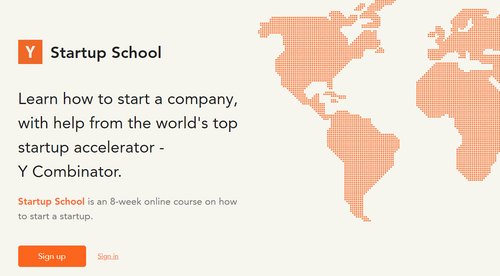 Y Startup School
Learn how to start a company,
with help from the world's top
startup accelerator -
Y Combinator.
Startup School is an 8-week online course on how
to start a startup.
Sign up Sign in